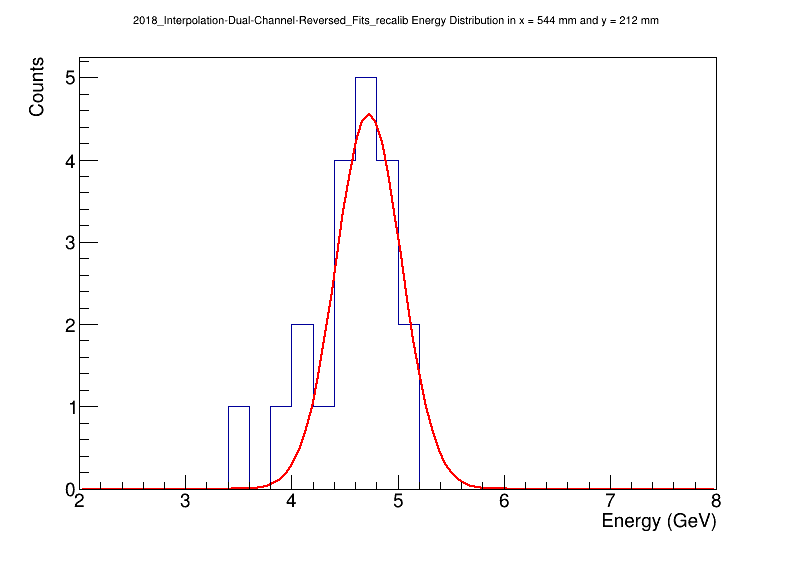 2018_Interpolation-Dual-Channel-Reversed_Fits_recalib Energy Distribution in x = 544 mm and y = 212 mm
Counts
5
4
3
2
1
0
2 3 4 5 6 7 8
Energy (GeV)